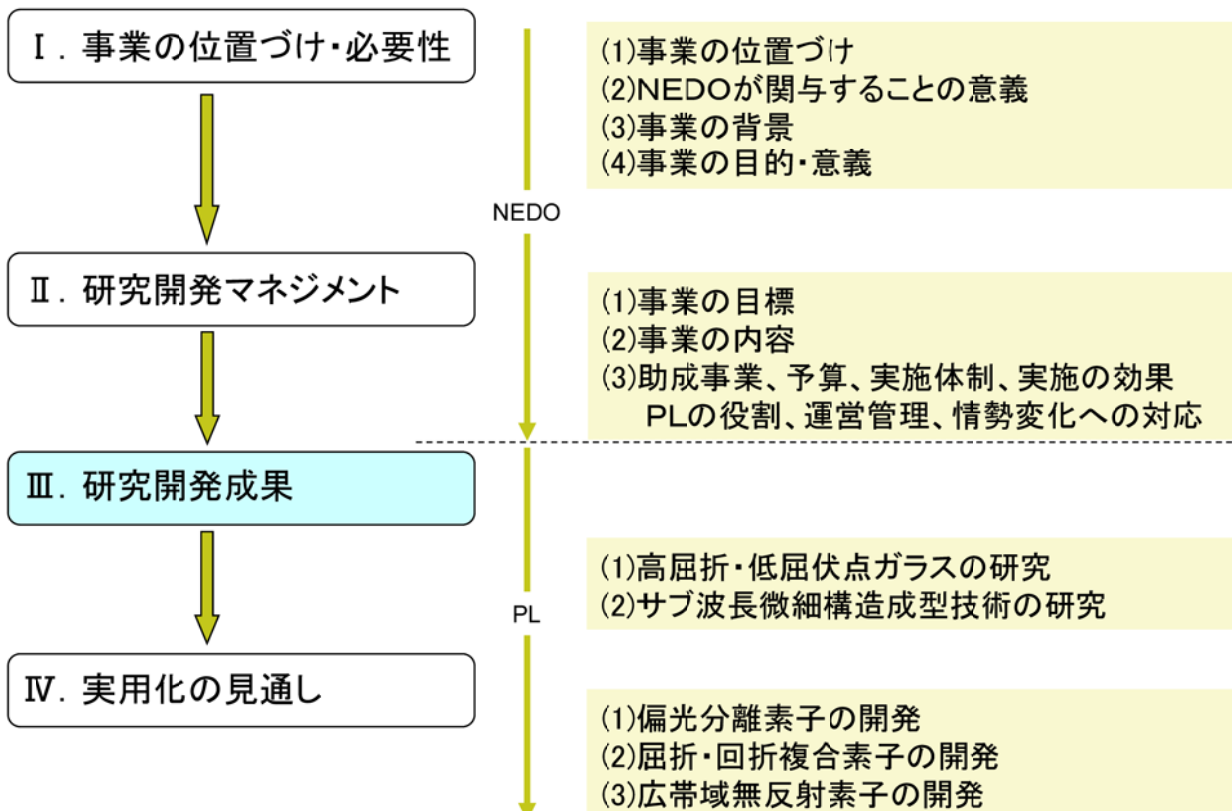 Ⅰ. 事業の位置づけ・必要性
(1)事業の位置づけ
(2)NEDOが関与することの意義
(3)事業の背景
(4)事業の目的・意義
NEDO
Ⅱ. 研究開発マネジメント
(1)事業の目標
(2)事業の内容
(3)助成事業、予算、実施体制、実施の効果
PLの役割、運営管理、情勢変化への対応
Ⅲ. 研究開発成果
(1)高屈折・低屈伏点ガラスの研究
(2)サブ波長微細構造成型技術の研究
PL
Ⅳ. 実用化の見通し
(1)偏光分離素子の開発
(2)屈折・回折複合素子の開発
(3)広帯域無反射素子の開発